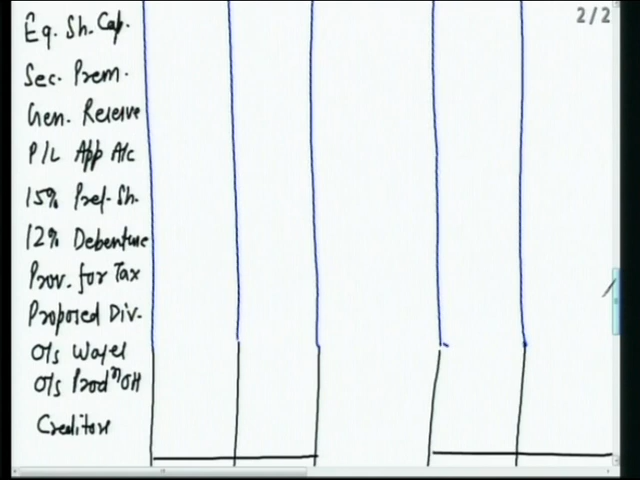 2/2
Eq. Sh. Cap.
Sec. Prem.
Gen. Reserve
P/L App A/c
15% Pref. Sh.
12% Debenture
Prov. for Tax
Proposed Div.
O/s Wages
O/s Prodⁿ OH
Creditors